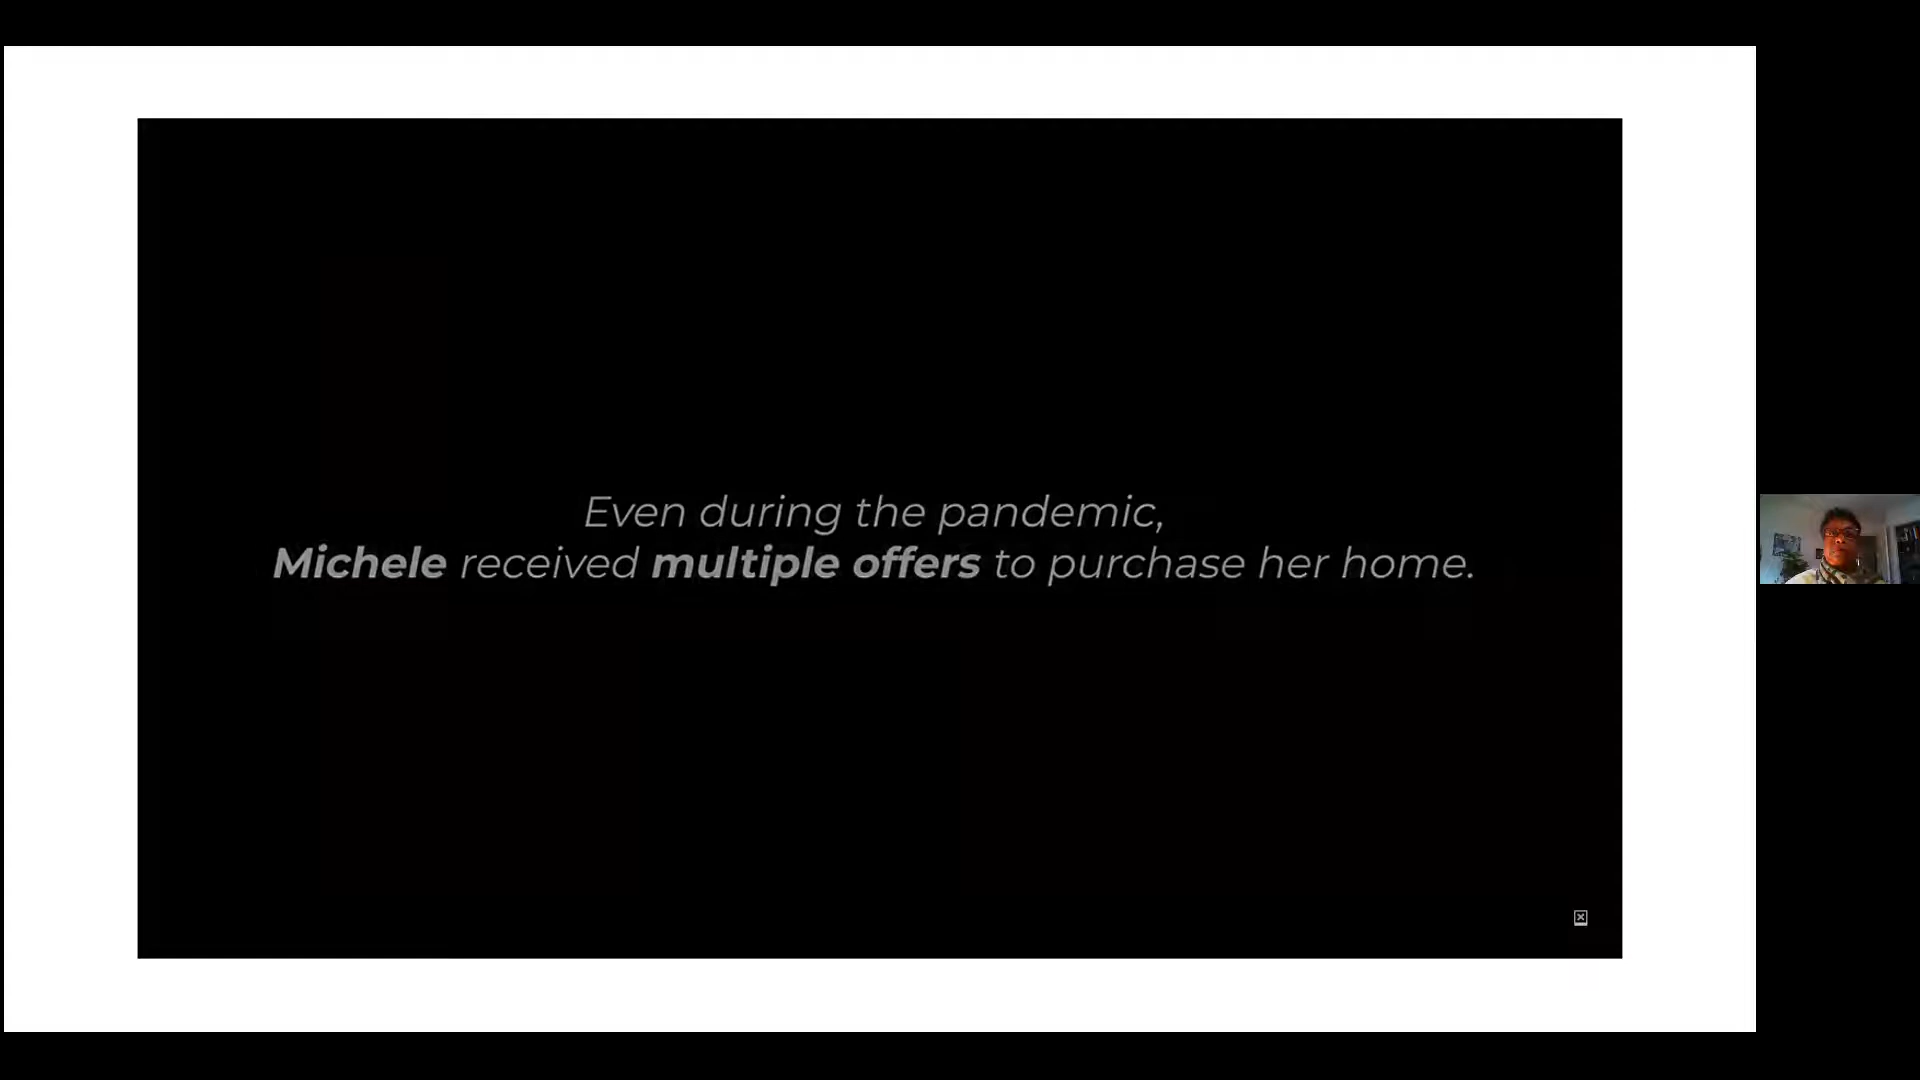 Even during the pandemic,
Michele received multiple offers to purchase her home.